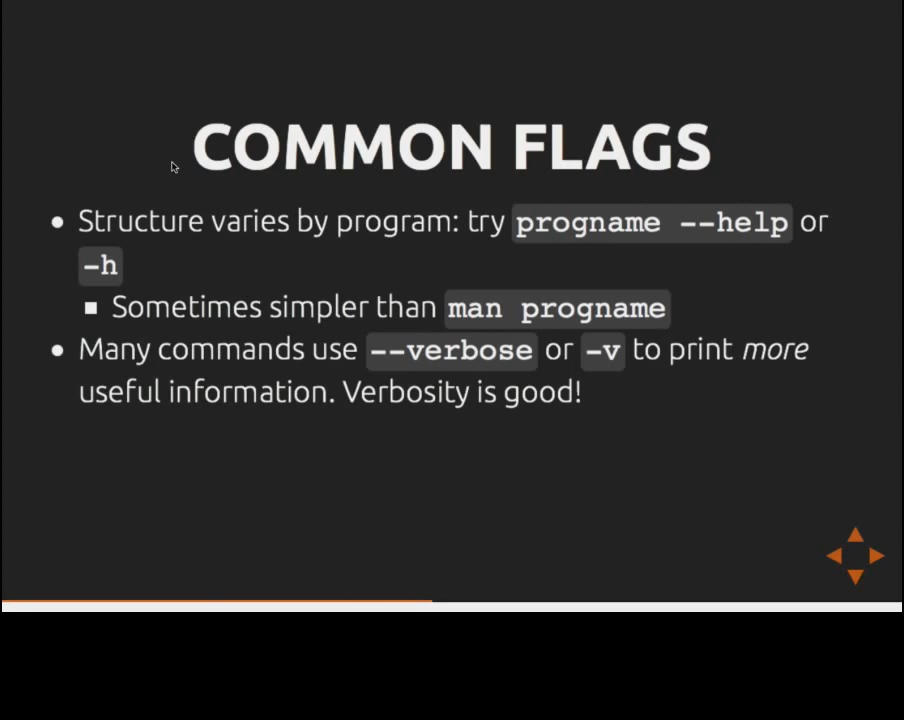 COMMON FLAGS
• Structure varies by program: try progname --help or
-h
▪ Sometimes simpler than man progname
• Many commands use --verbose or -v to print more
useful information. Verbosity is good!